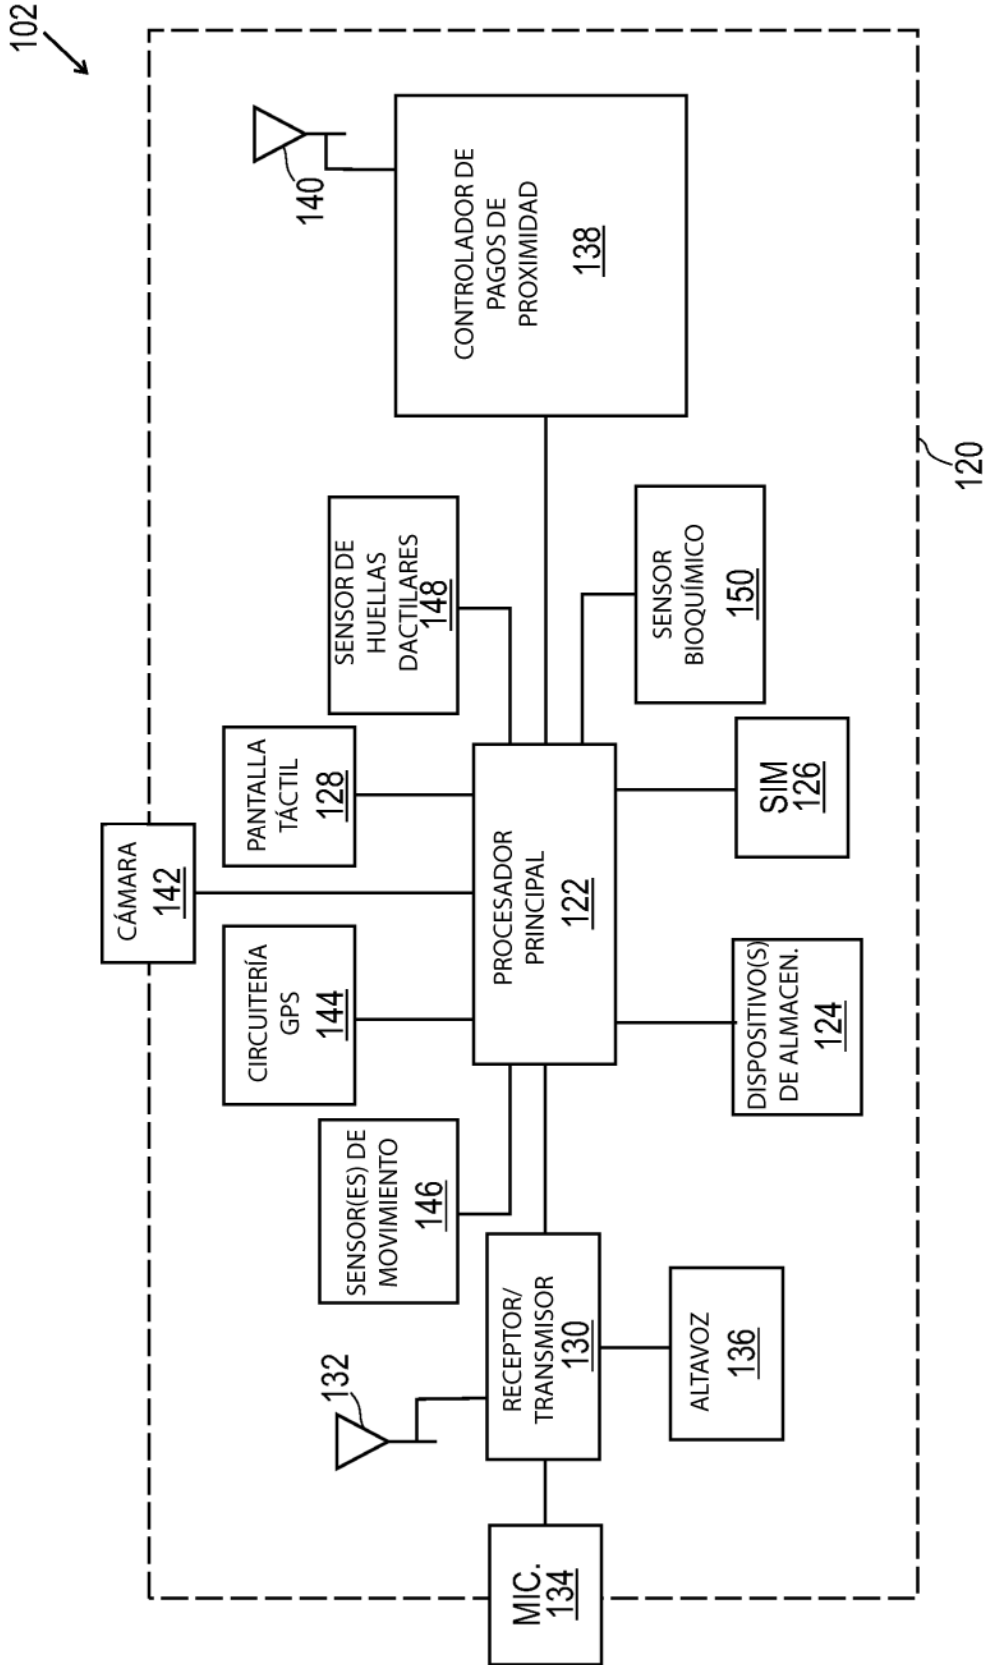 102
CÁMARA
142
CIRCUITERÍA
GPS
144
PANTALLA
TÁCTIL
128
140
132
SENSOR(ES) DE
MOVIMIENTO
146
SENSOR DE
HUELLAS
DACTILARES
148
CONTROLADOR DE
PAGOS DE
PROXIMIDAD
138
MIC.
134
RECEPTOR/
TRANSMISOR
130
PROCESADOR
PRINCIPAL
122
SENSOR
BIOQUÍMICO
150
ALTAVOZ
136
DISPOSITIVO(S)
DE ALMACEN.
124
SIM
126
120